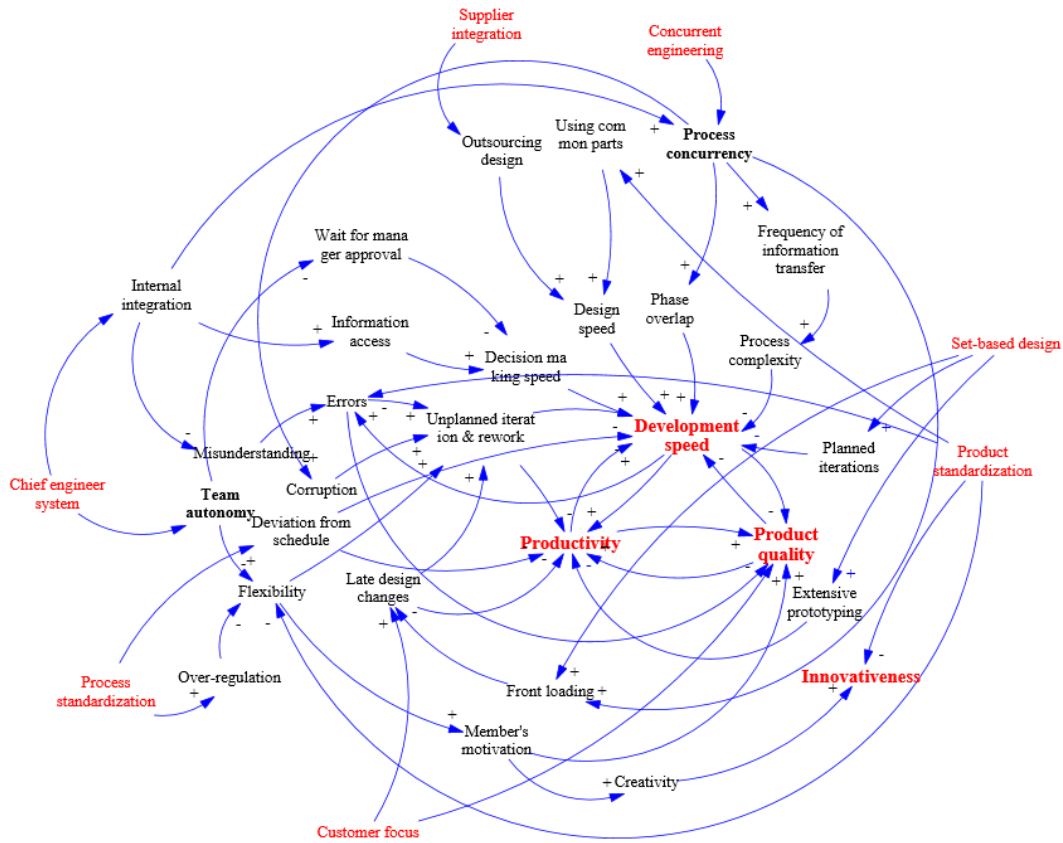 Supplier
integration
Concurrent
engineering
Using com
mon parts
Process
concurrency
Outsourcing
design
Frequency of
information
transfer
Wait for mana
ger approval
Internal
integration
Information
access
Design
speed
Phase
overlap
Process
complexity
Set-based design
Decision ma
king speed
Errors
Unplanned iterat
ion & rework
Development
speed
Planned
iterations
Product
standardization
Misunderstanding
Chief engineer
system
Corruption
Team
autonomy
Deviation from
schedule
Productivity
Product
quality
Flexibility
Late design
changes
Extensive
prototyping
Process
standardization
Over-regulation
Front loading
Innovativeness
Member's
motivation
Creativity
Customer focus